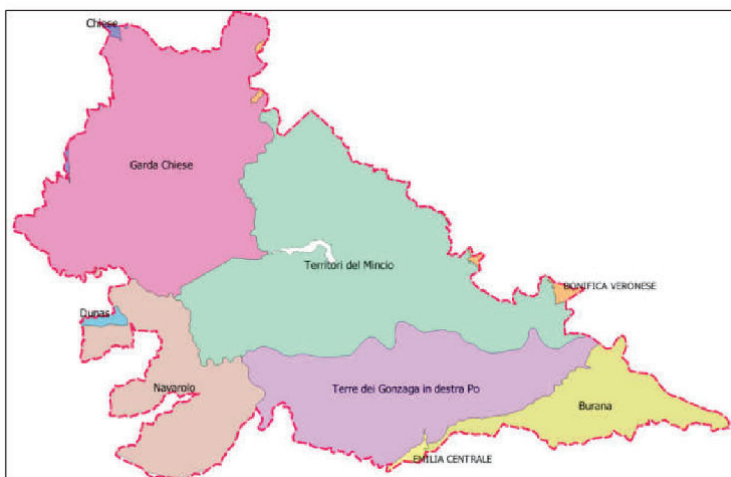 Chiese
Garda Chiese
Territori del Mincio
BONIFICA VERONESE
Dunas
Navarolo
Terre dei Gonzaga in destra Po
Burana
EMILIA CENTRALE